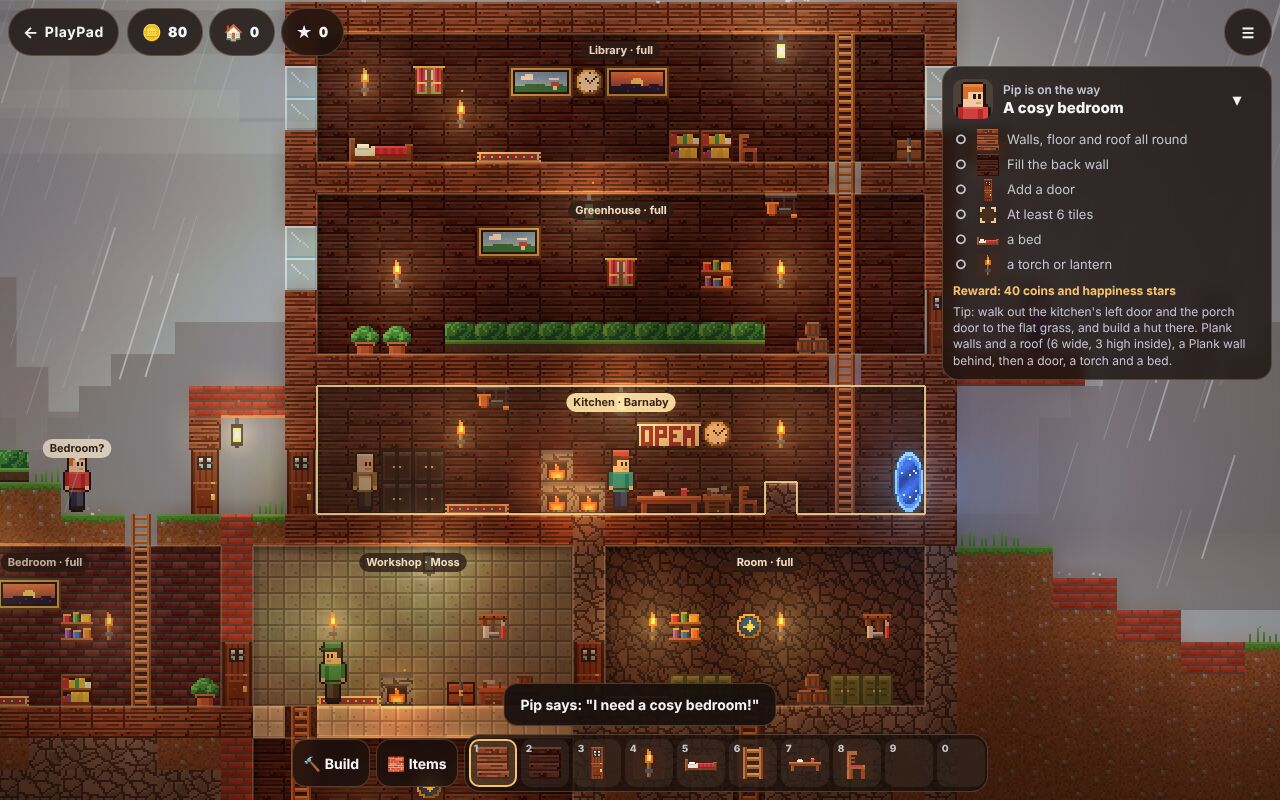 ← PlayPad
80
0
★ 0
Library · full
Pip is on the way
A cosy bedroom
Walls, floor and roof all round
Fill the back wall
Add a door
At least 6 tiles
a bed
a torch or lantern
Reward: 40 coins and happiness stars
Tip: walk out the kitchen's left door and the porch
door to the flat grass, and build a hut there. Plank
walls and a roof (6 wide, 3 high inside), a Plank wall
behind, then a door, a torch and a bed.
Greenhouse · full
Kitchen · Barnaby
OPEN
Bedroom?
Bedroom · full
Workshop · Moss
Room · full
Pip says: "I need a cosy bedroom!"
Build
Items
1 2 3 4 5 6 7 8 9 0